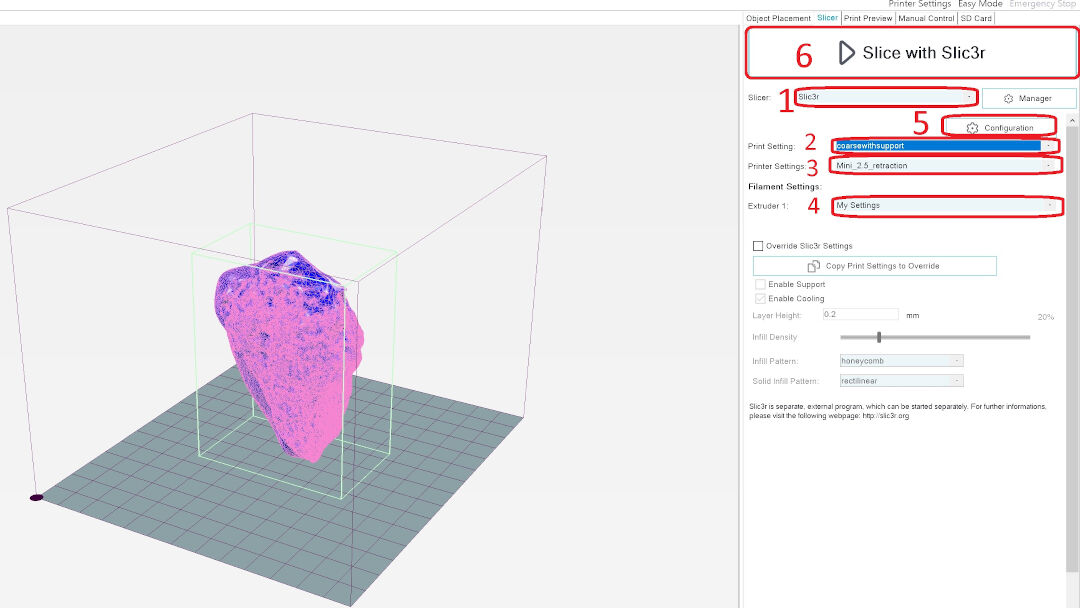 Printer Settings Easy Mode Emergency Stop
Object Placement Slicer Print Preview Manual Control SD Card
6 Slice with Slic3r
Slicer: 1 Slic3r Manager
5 Configuration
Print Setting: 2 coarsewithsupport
Printer Settings: 3 Mini_2.5_retraction
Filament Settings:
Extruder 1: 4 My Settings
Override Slic3r Settings
Copy Print Settings to Override
Enable Support
Enable Cooling
Layer Height: 0.2 mm
20%
Infill Density
Infill Pattern: honeycomb
Solid Infill Pattern: rectilinear
Slic3r is separate, external program, which can be started separately. For further informations,
please visit the following webpage: http://slic3r.org